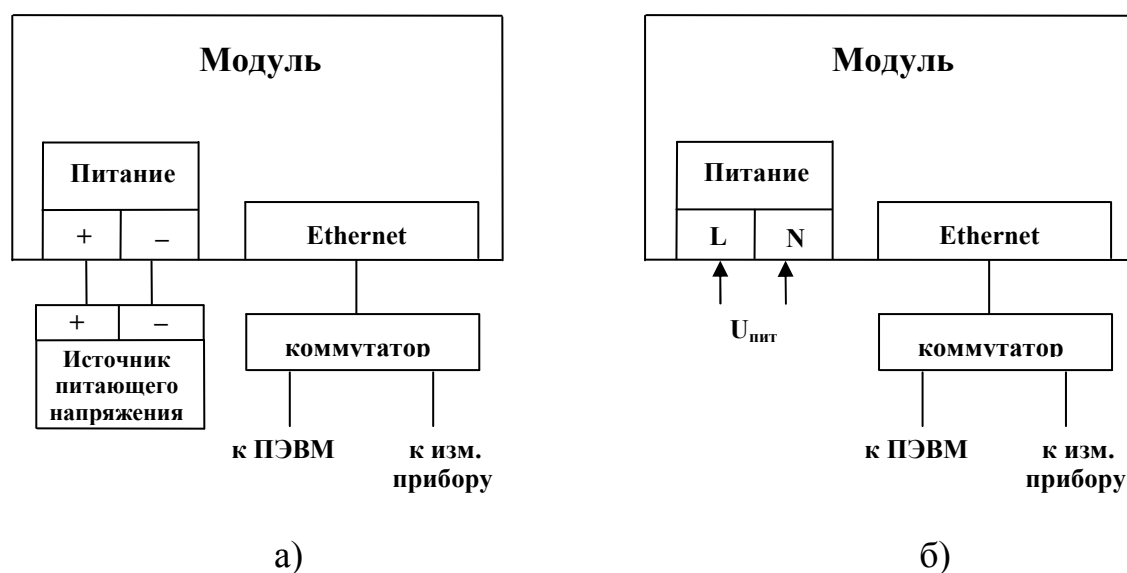 Модуль
Питание
+ –
Ethernet
+ –
Источник
питающего
напряжения
коммутатор
к ПЭВМ
к изм.
прибору
а)
Модуль
Питание
L N
Ethernet
Uпит
коммутатор
к ПЭВМ
к изм.
прибору
б)